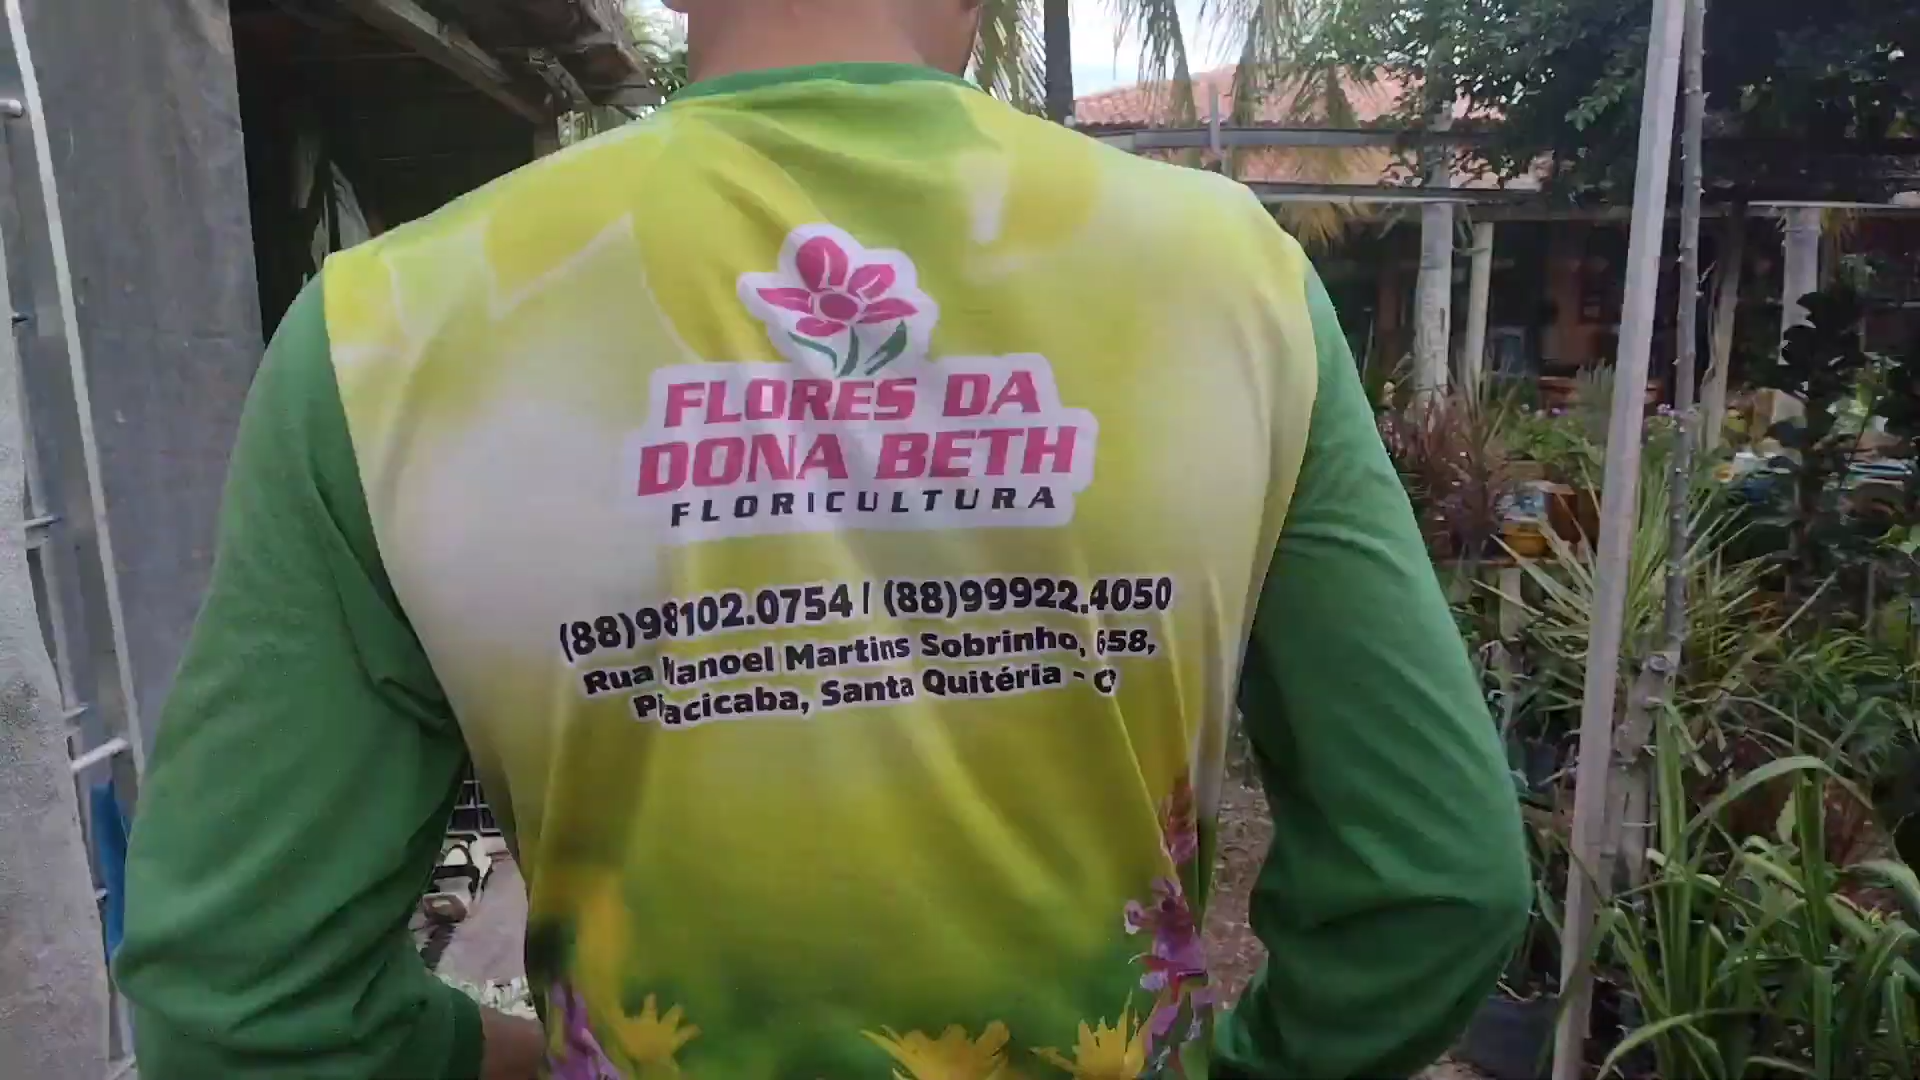 FLORES DA
DONA BETH
FLORICULTURA
(88)98102.0754 | (88)99922.4050
Rua Manoel Martins Sobrinho, 658,
Piracicaba, Santa Quitéria -